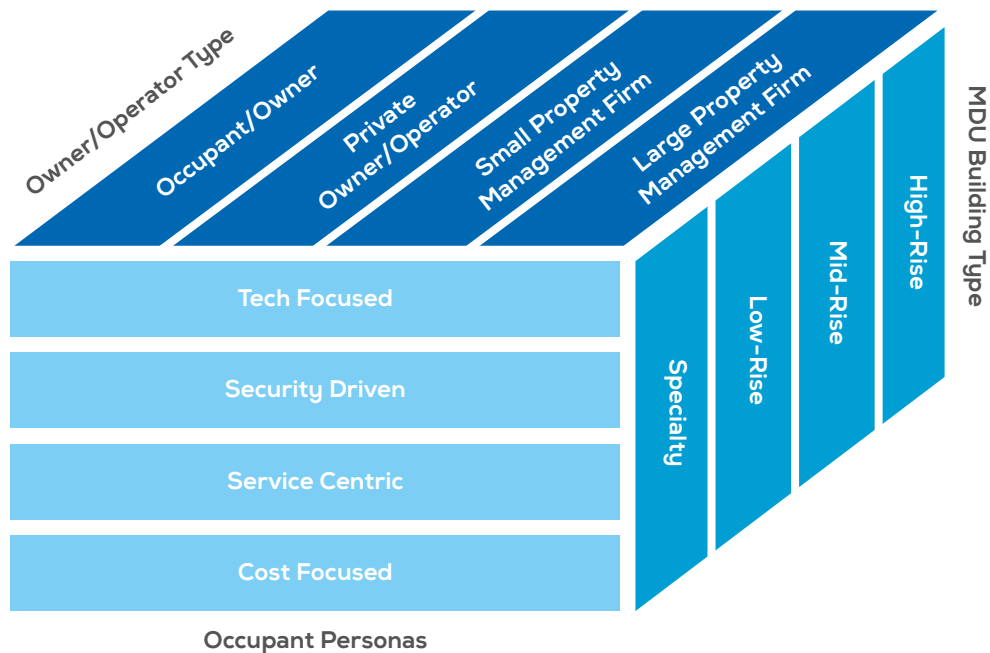 Owner/Operator Type
Occupant/Owner
Private
Owner/Operator
Small Property
Management Firm
Large Property
Management Firm
MDU Building Type
Specialty
Low-Rise
Mid-Rise
High-Rise
Tech Focused
Security Driven
Service Centric
Cost Focused
Occupant Personas